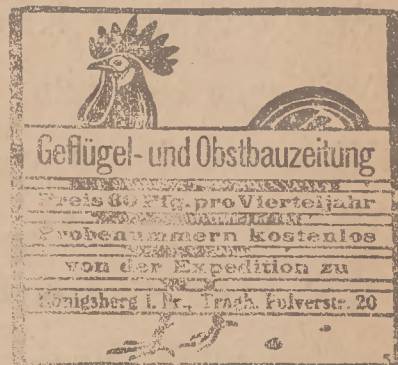 Geflügel- und Obstbauzeitung
Preis 60 Pfg. pro Vierteljahr
Probenummern kostenlos
von der Expedition zu
Königsberg i. Pr., Tragh. Pulverstr. 20